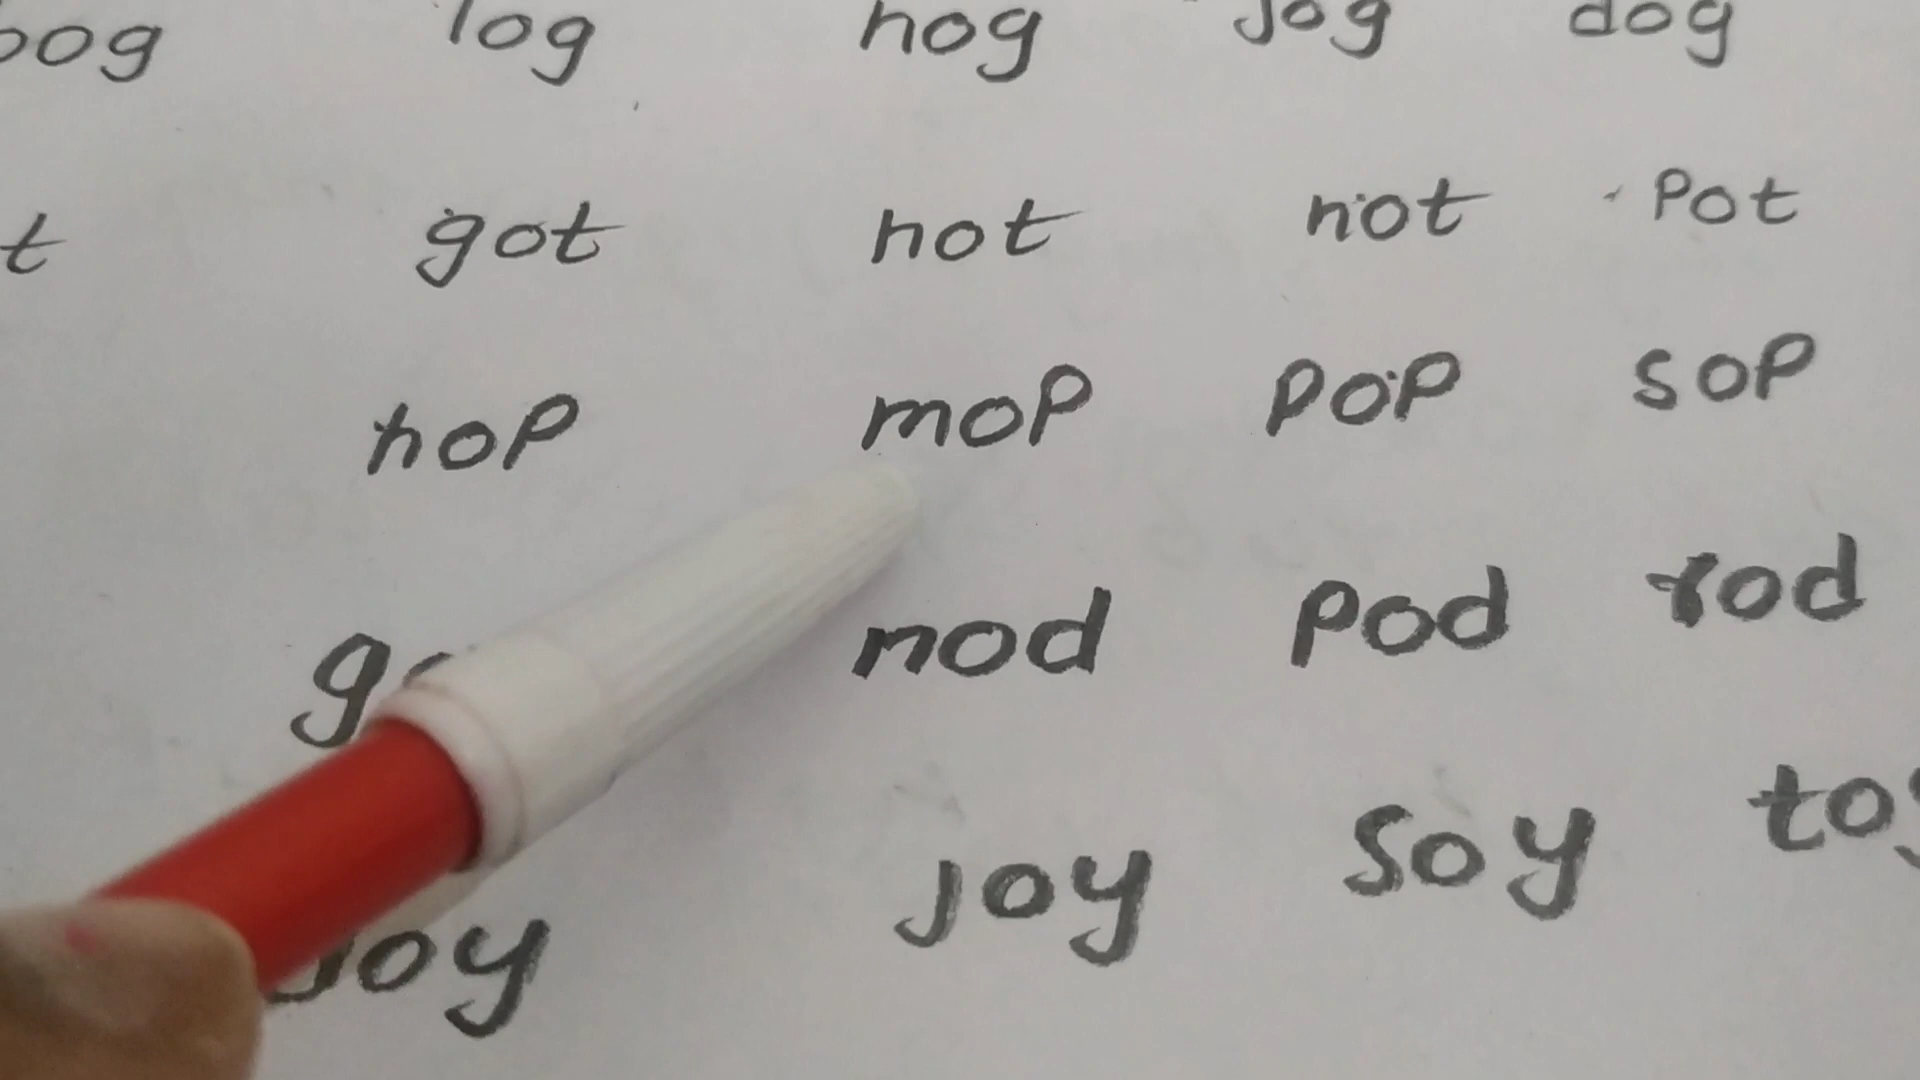 log hog jog dog
got hot not Pot
hop mop pop sop
nod pod rod
joy soy